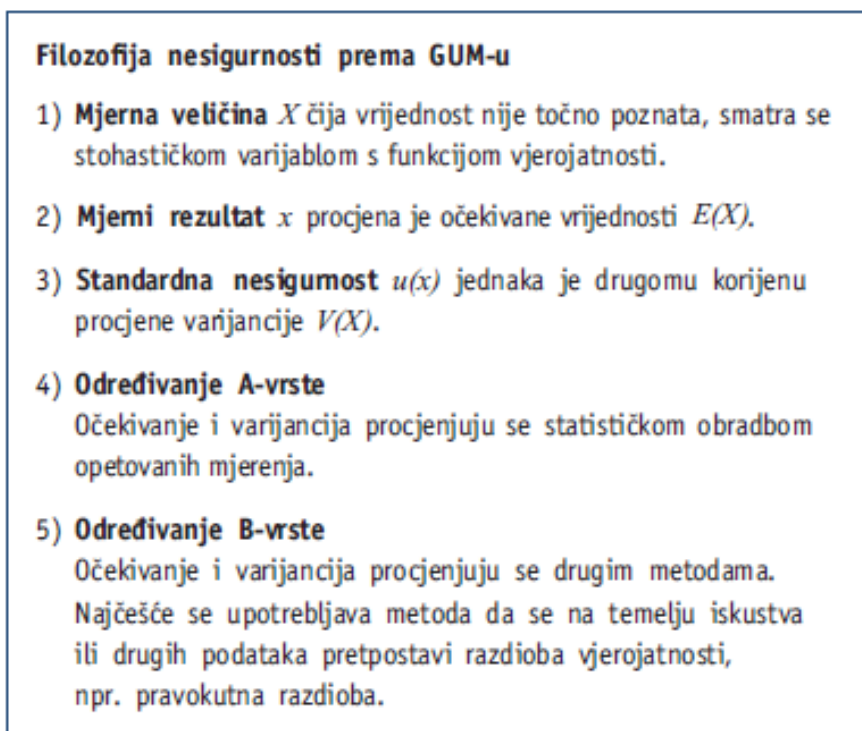 Filozofija nesigurnosti prema GUM-u
1) Mjerna veličina X čija vrijednost nije točno poznata, smatra se
stohastičkom varijablom s funkcijom vjerojatnosti.
2) Mjerni rezultat x procjena je očekivane vrijednosti E(X).
3) Standardna nesigurnost u(x) jednaka je drugomu korijenu
procjene varijancije V(X).
4) Određivanje A-vrste
Očekivanje i varijancija procjenjuju se statističkom obradbom
opetovanih mjerenja.
5) Određivanje B-vrste
Očekivanje i varijancija procjenjuju se drugim metodama.
Najčešće se upotrebljava metoda da se na temelju iskustva
ili drugih podataka pretpostavi razdioba vjerojatnosti,
npr. pravokutna razdioba.